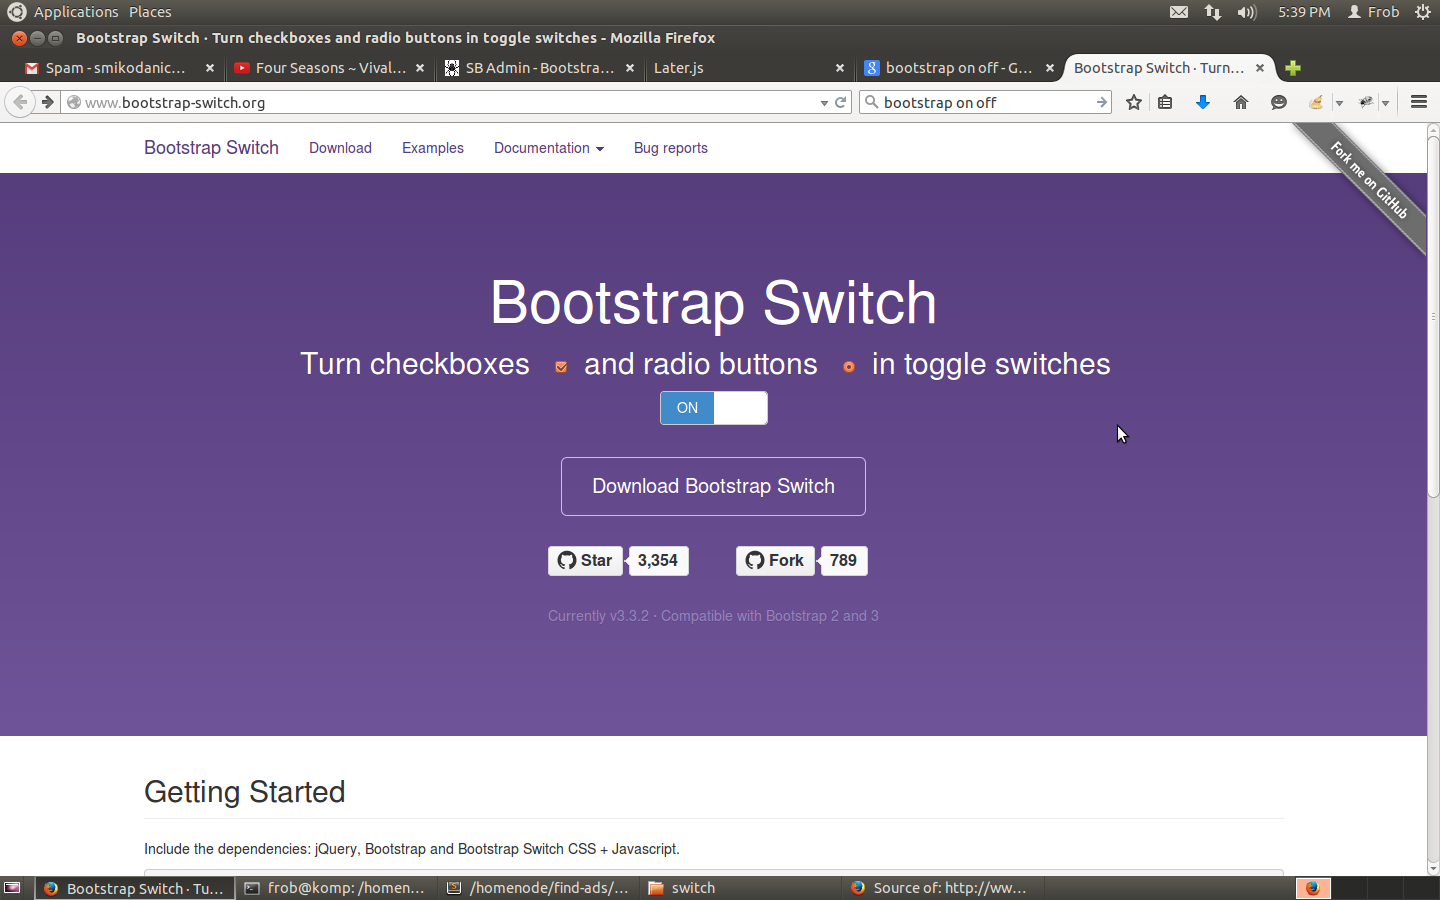 Applications Places
5:39 PM Frob
Bootstrap Switch · Turn checkboxes and radio buttons in toggle switches - Mozilla Firefox
Spam - smikodanic... Four Seasons ~ Vival... SB Admin - Bootstra... Later.js bootstrap on off - G... Bootstrap Switch · Turn...
www.bootstrap-switch.org bootstrap on off
Bootstrap Switch Download Examples Documentation Bug reports
Fork me on GitHub
Bootstrap Switch
Turn checkboxes and radio buttons in toggle switches
ON
Download Bootstrap Switch
Star 3,354 Fork 789
Currently v3.3.2 · Compatible with Bootstrap 2 and 3
Getting Started
Include the dependencies: jQuery, Bootstrap and Bootstrap Switch CSS + Javascript.
Bootstrap Switch · Tu... frob@komp: /homen... /homenode/find-ads/... switch Source of: http://ww...